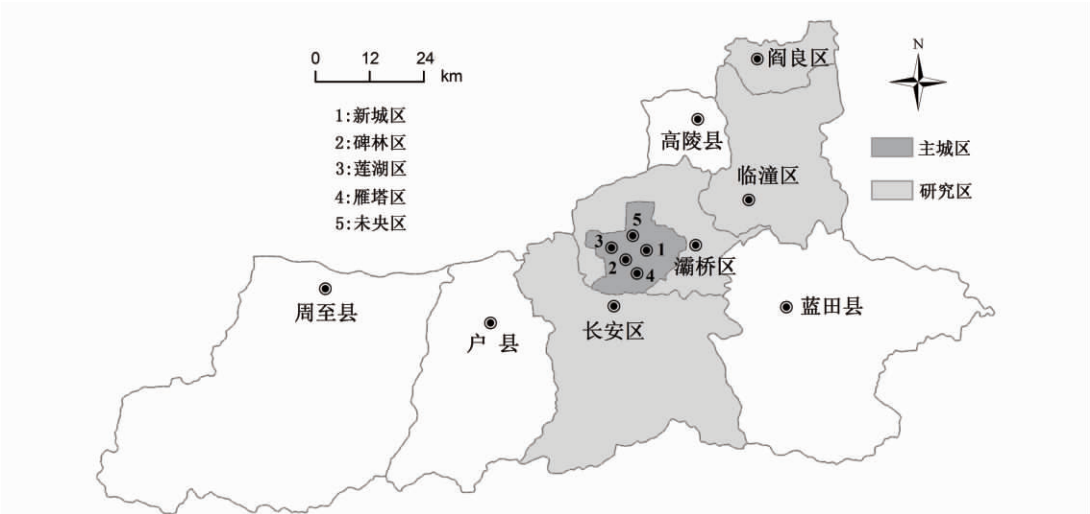 0 12 24
km
1:新城区
2:碑林区
3:莲湖区
4:雁塔区
5:未央区
N
主城区
研究区
阎良区
高陵县
临潼区
5
3
1
2
4
灞桥区
周至县
户 县
长安区
蓝田县